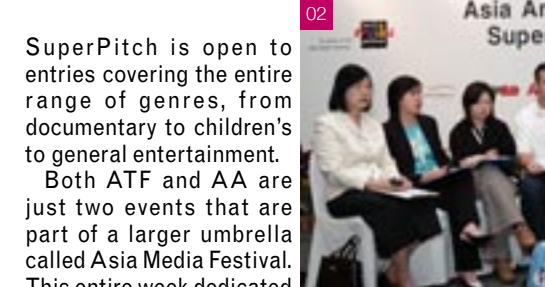 SuperPitch is open to
entries covering the entire
range of genres, from
documentary to children's
to general entertainment.
Both ATF and AA are
just two events that are
part of a larger umbrella
called Asia Media Festival.
This entire week dedicated
02
Asia An
Supe